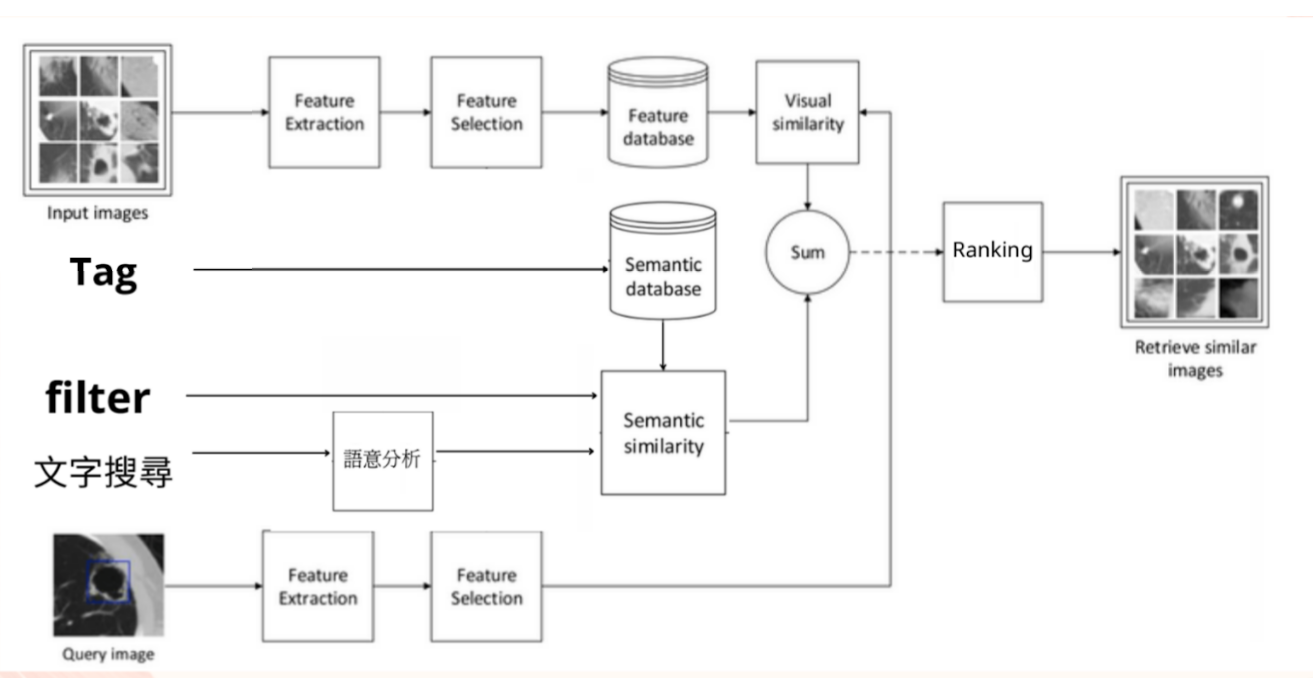 Feature
Extraction
Feature
Selection
Feature
database
Visual
similarity
Input images
Tag
Semantic
database
Sum
Ranking
Retrieve similar
images
filter
Semantic
similarity
文字搜尋
語意分析
Feature
Extraction
Feature
Selection
Query image